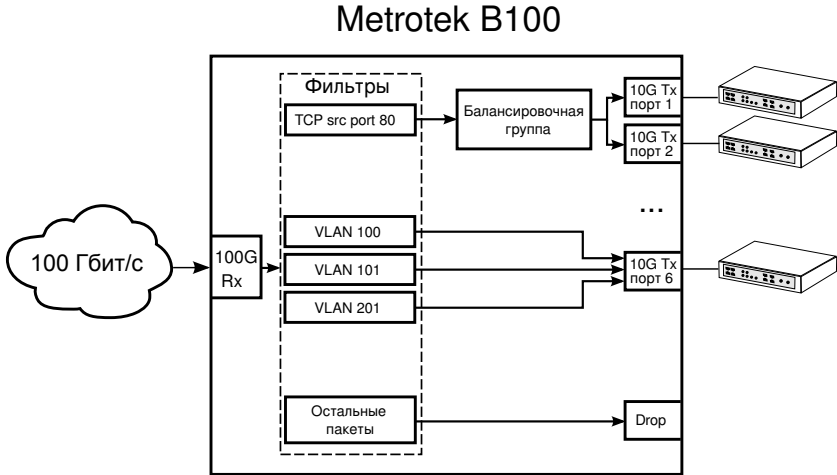 Metrotek B100
Фильтры
TCP src port 80
Балансировочная
группа
10G Tx
порт 1
10G Tx
порт 2
...
100 Гбит/с
100G
Rx
VLAN 100
VLAN 101
VLAN 201
10G Tx
порт 6
Остальные
пакеты
Drop